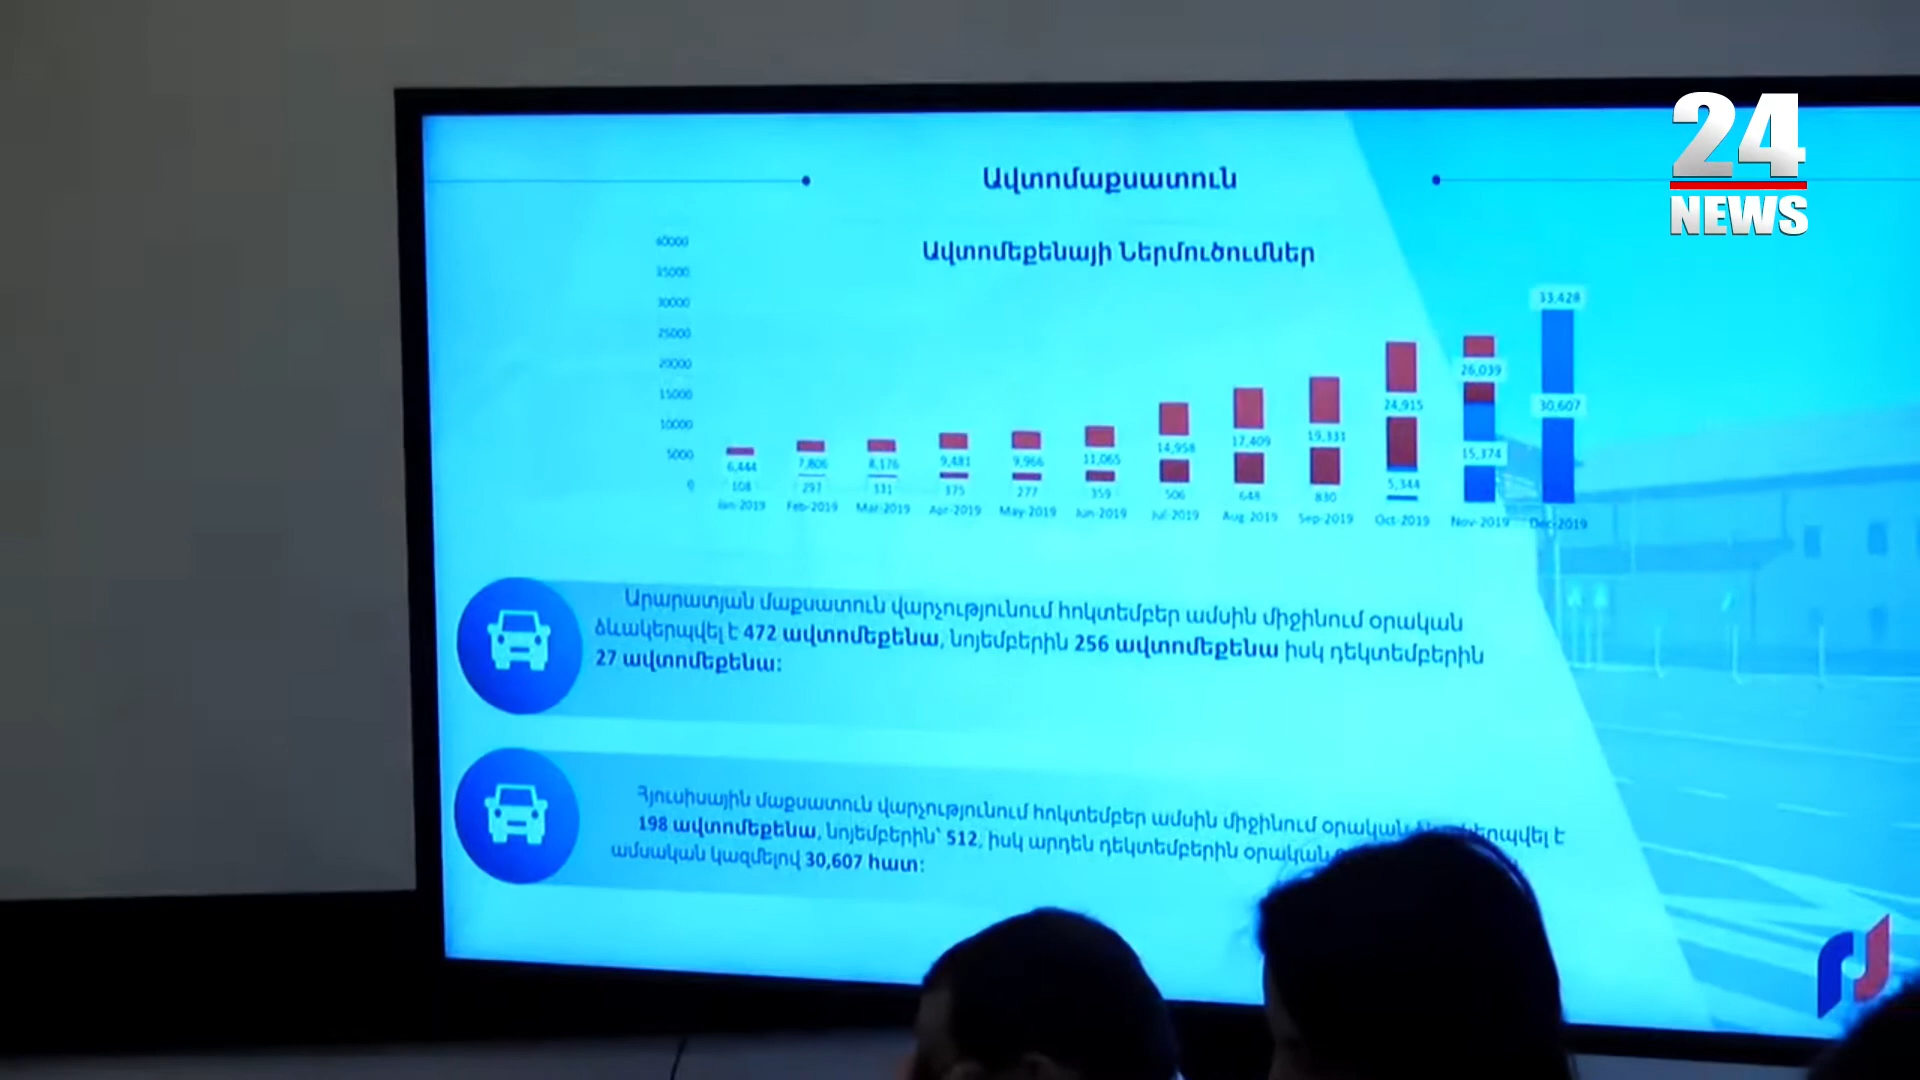 24
NEWS
Ավտոմաքսատուն
Ավտոմեքենայի Ներմուծումներ
40000
35000
30000
25000
20000
15000
10000
5000
0
6,444 7,806 8,176 9,481 9,966 11,065 14,958 17,409 19,331 24,915 26,039 33,428
108 297 331 375 277 359 506 648 830 5,344 15,374 30,607
Jan-2019 Feb-2019 Mar-2019 Apr-2019 May-2019 Jun-2019 Jul-2019 Aug-2019 Sep-2019 Oct-2019 Nov-2019 Dec-2019
Արարատյան մաքսատուն վարչությունում հոկտեմբեր ամսին միջինում օրական
ձևակերպվել է 472 ավտոմեքենա, նոյեմբերին 256 ավտոմեքենա իսկ դեկտեմբերին
27 ավտոմեքենա:
Հյուսիսային մաքսատուն վարչությունում հոկտեմբեր ամսին միջինում օրական
198 ավտոմեքենա, նոյեմբերին՝ 512, իսկ արդեն դեկտեմբերին օրական
ամսական կազմելով 30,607 հատ: